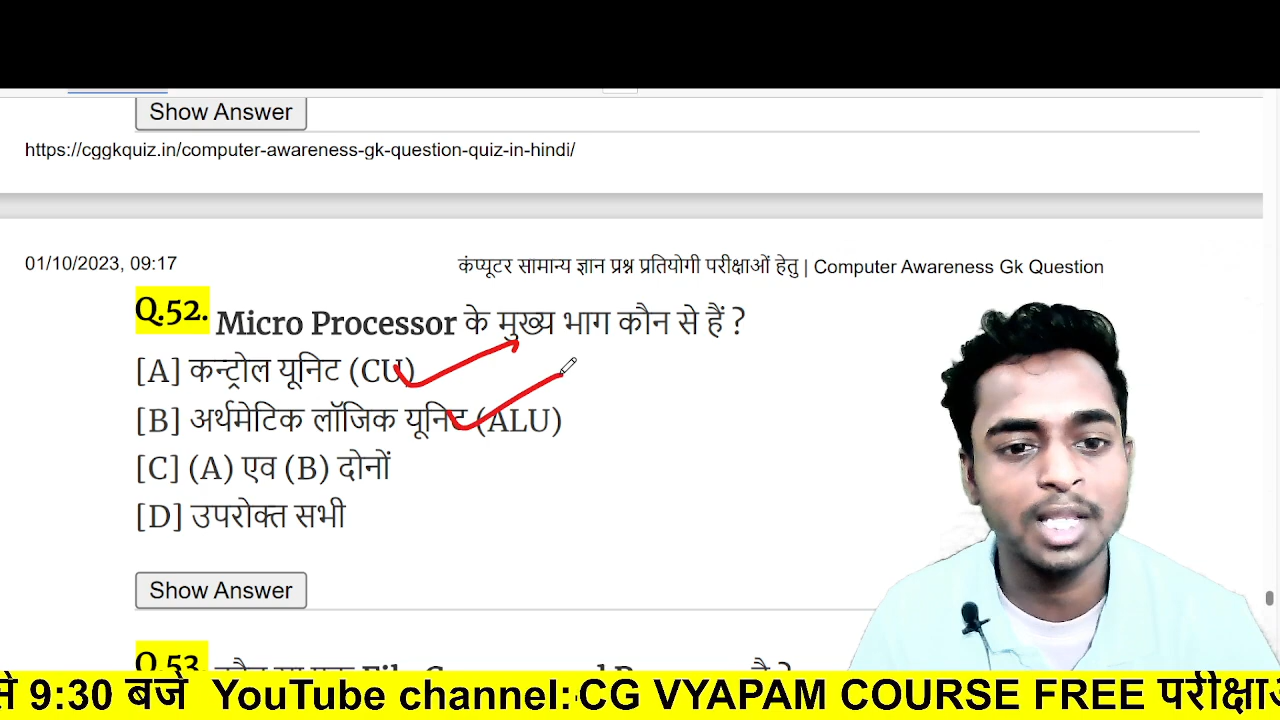 Show Answer
https://cggkquiz.in/computer-awareness-gk-question-quiz-in-hindi/
01/10/2023, 09:17
कंप्यूटर सामान्य ज्ञान प्रश्न प्रतियोगी परीक्षाओं हेतु | Computer Awareness Gk Question
Q.52. Micro Processor के मुख्य भाग कौन से हैं ?
[A] कन्ट्रोल यूनिट (CU)
[B] अर्थमेटिक लॉजिक यूनिट (ALU)
[C] (A) एव (B) दोनों
[D] उपरोक्त सभी
Show Answer
Q.53
से 9:30 बजे YouTube channel:-CG VYAPAM COURSE FREE